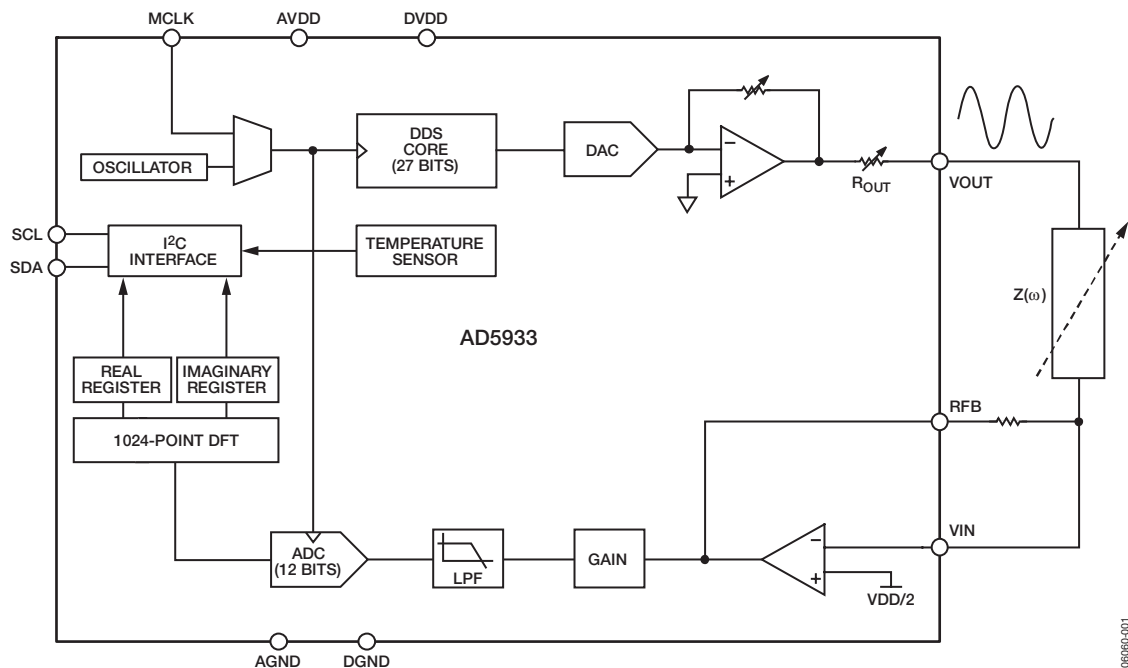 MCLK
AVDD
DVDD
OSCILLATOR
DDS
CORE
(27 BITS)
DAC
−
+
ROUT
VOUT
SCL
SDA
I2C
INTERFACE
TEMPERATURE
SENSOR
Z(ω)
AD5933
REAL
REGISTER
IMAGINARY
REGISTER
1024-POINT DFT
RFB
VIN
ADC
(12 BITS)
LPF
GAIN
−
+
VDD/2
AGND
DGND
06060-001